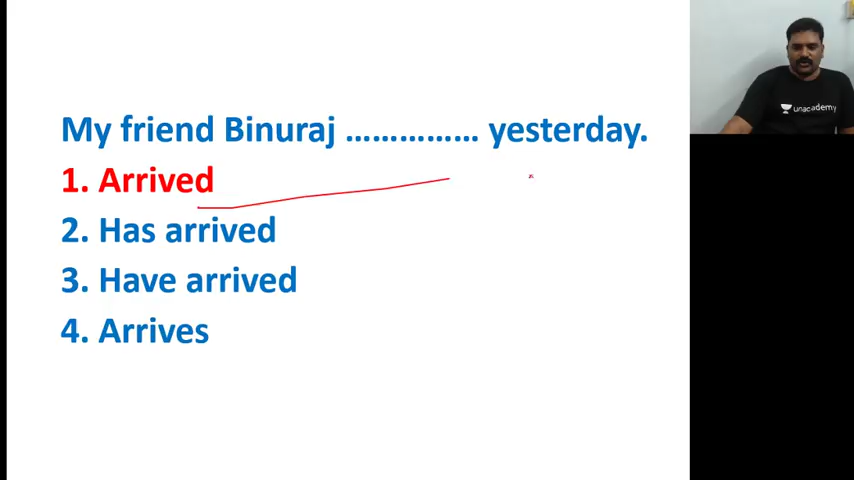 My friend Binuraj …………… yesterday.
1. Arrived
2. Has arrived
3. Have arrived
4. Arrives
unacademy